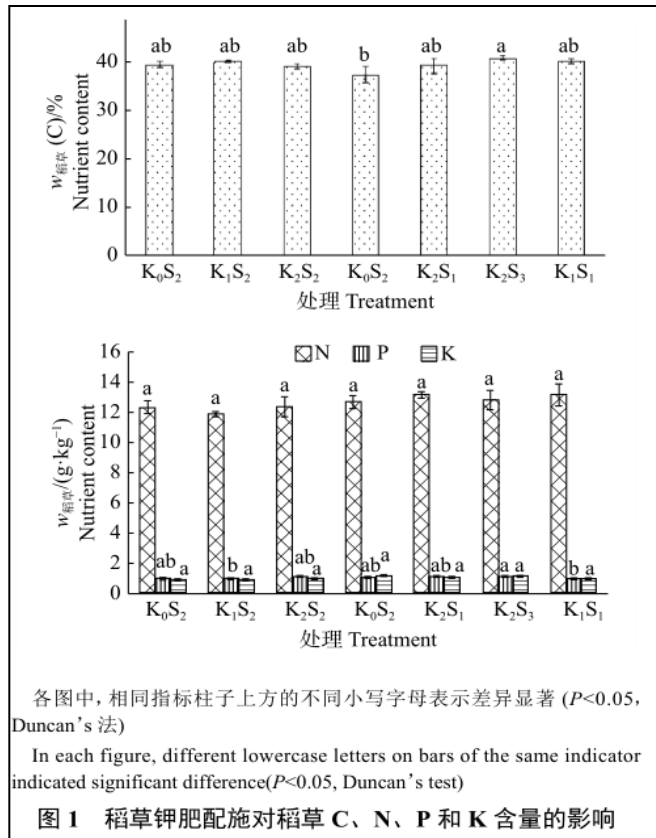 ab ab ab b ab a ab
40
30
20
10
0
w稻草 (C)/%
Nutrient content
K₀S₂ K₁S₂ K₂S₂ K₀S₂ K₂S₁ K₂S₃ K₁S₁
处理 Treatment
N P K
16
14
12
10
8
6
4
2
0
w稻草/(g·kg⁻¹)
Nutrient content
a a a a a a a
ab a b a ab a ab a ab a a a b a
K₀S₂ K₁S₂ K₂S₂ K₀S₂ K₂S₁ K₂S₃ K₁S₁
处理 Treatment
各图中，相同指标柱子上方的不同小写字母表示差异显著 (P<0.05，
Duncan’s 法)
In each figure, different lowercase letters on bars of the same indicator
indicated significant difference(P<0.05, Duncan’s test)
图 1 稻草钾肥配施对稻草 C、N、P 和 K 含量的影响